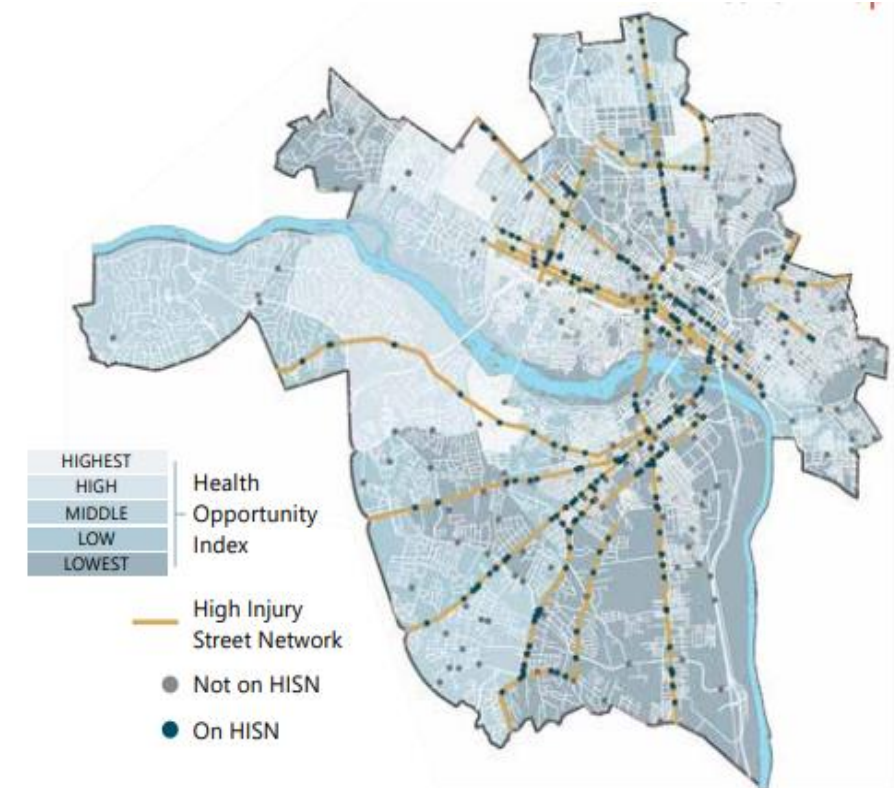 HIGHEST
HIGH
MIDDLE
LOW
LOWEST
Health
Opportunity
Index
High Injury
Street Network
Not on HISN
On HISN